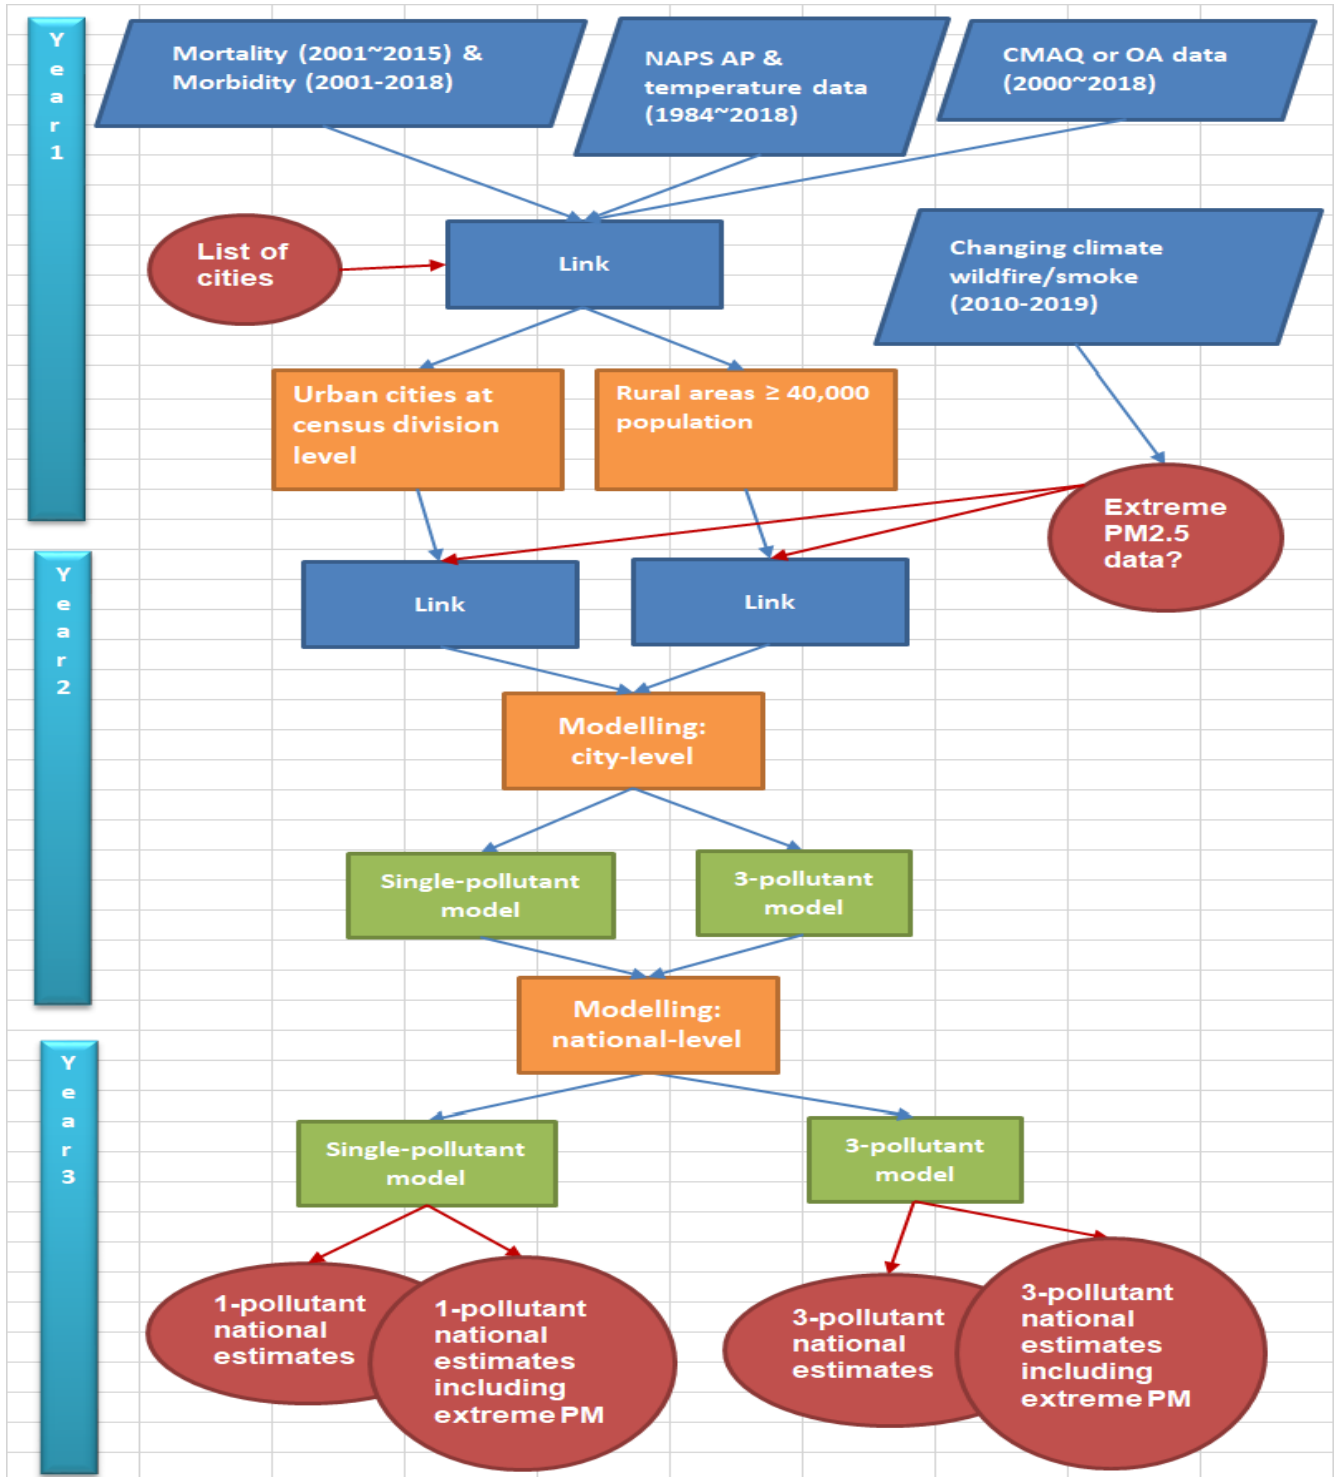 Year1
Mortality (2001~2015) &
Morbidity (2001-2018)
NAPS AP &
temperature data
(1984~2018)
CMAQ or OA data
(2000~2018)
List of
cities
Link
Changing climate
wildfire/smoke
(2010-2019)
Urban cities at
census division
level
Rural areas ≥ 40,000
population
Extreme
PM2.5
data?
Year2
Link
Link
Modelling:
city-level
Single-pollutant
model
3-pollutant
model
Modelling:
national-level
Year3
Single-pollutant
model
3-pollutant
model
1-pollutant
national
estimates
1-pollutant
national
estimates
including
extreme PM
3-pollutant
national
estimates
3-pollutant
national
estimates
including
extreme PM